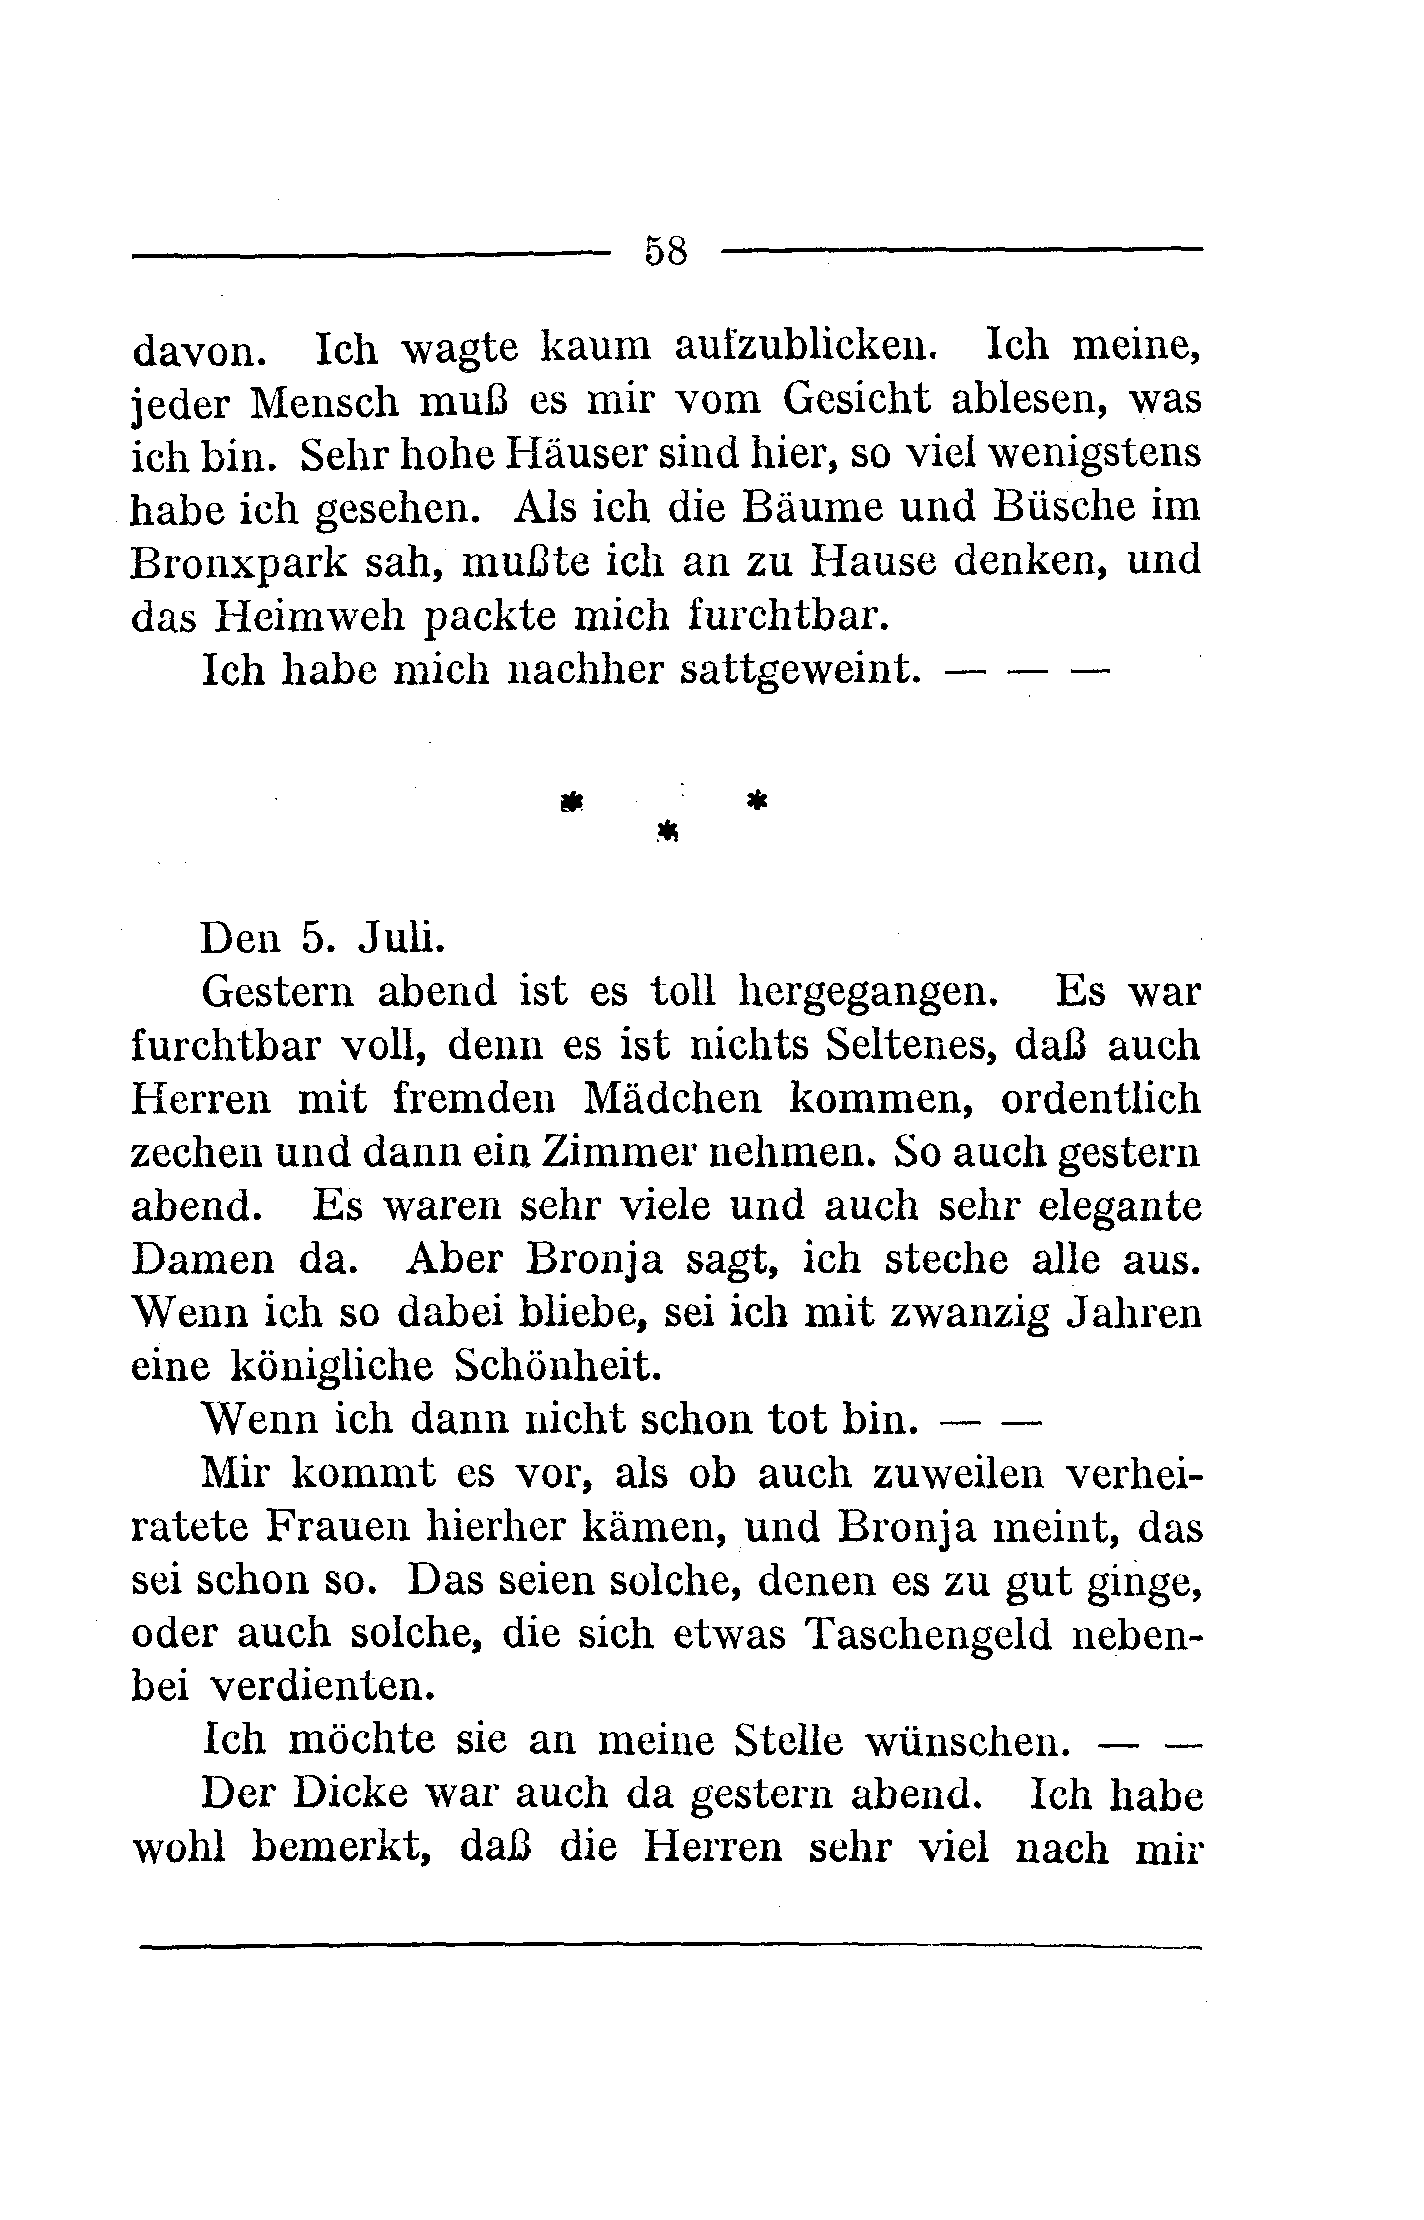 58
davon. Ich wagte kaum aufzublicken. Ich meine,
jeder Mensch muß es mir vom Gesicht ablesen, was
ich bin. Sehr hohe Häuser sind hier, so viel wenigstens
habe ich gesehen. Als ich die Bäume und Büsche im
Bronxpark sah, mußte ich an zu Hause denken, und
das Heimweh packte mich furchtbar.
Ich habe mich nachher sattgeweint. — — —
* *
*
Den 5. Juli.
Gestern abend ist es toll hergegangen. Es war
furchtbar voll, denn es ist nichts Seltenes, daß auch
Herren mit fremden Mädchen kommen, ordentlich
zechen und dann ein Zimmer nehmen. So auch gestern
abend. Es waren sehr viele und auch sehr elegante
Damen da. Aber Bronja sagt, ich steche alle aus.
Wenn ich so dabei bliebe, sei ich mit zwanzig Jahren
eine königliche Schönheit.
Wenn ich dann nicht schon tot bin. — —
Mir kommt es vor, als ob auch zuweilen verhei-
ratete Frauen hierher kämen, und Bronja meint, das
sei schon so. Das seien solche, denen es zu gut ginge,
oder auch solche, die sich etwas Taschengeld neben-
bei verdienten.
Ich möchte sie an meine Stelle wünschen. — —
Der Dicke war auch da gestern abend. Ich habe
wohl bemerkt, daß die Herren sehr viel nach mir